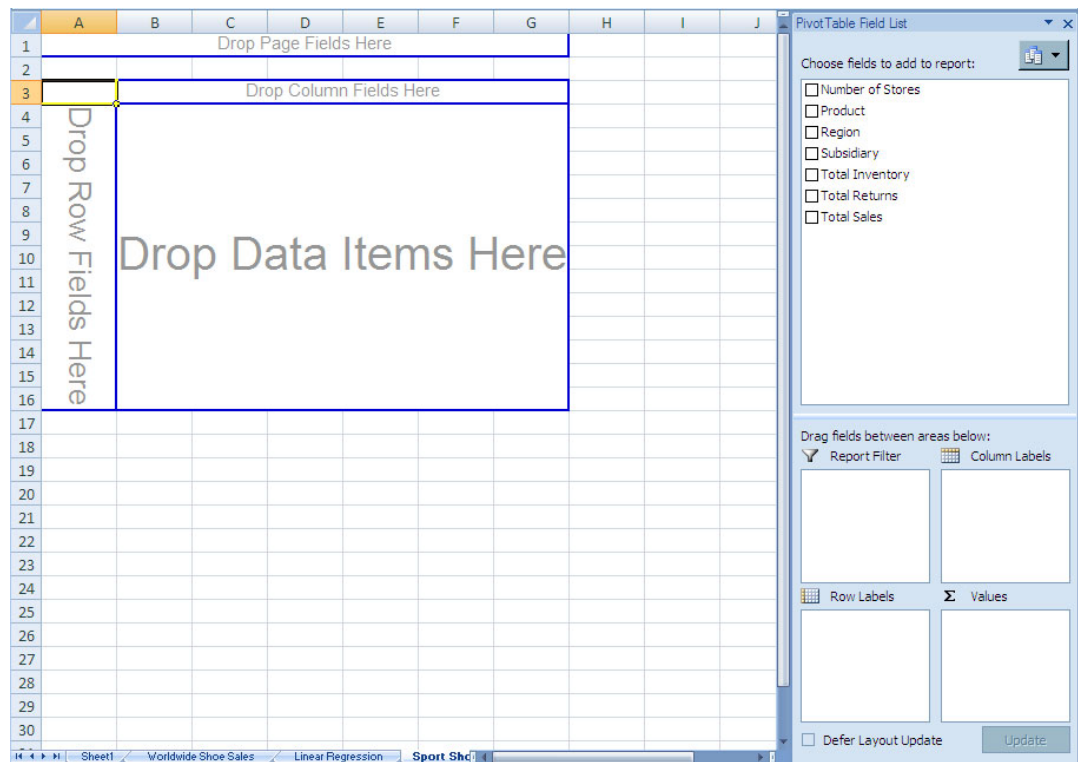 A B C D E F G H I J
1 Drop Page Fields Here
2
3 Drop Column Fields Here
4
5
6
7
8
9
10
11
12
13
14
15
16
Drop Row Fields Here
Drop Data Items Here
17
18
19
20
21
22
23
24
25
26
27
28
29
30
Sheet1 Worldwide Shoe Sales Linear Regression Sport Sho
PivotTable Field List
Choose fields to add to report:
Number of Stores
Product
Region
Subsidiary
Total Inventory
Total Returns
Total Sales
Drag fields between areas below:
Report Filter Column Labels
Row Labels Σ Values
Defer Layout Update Update